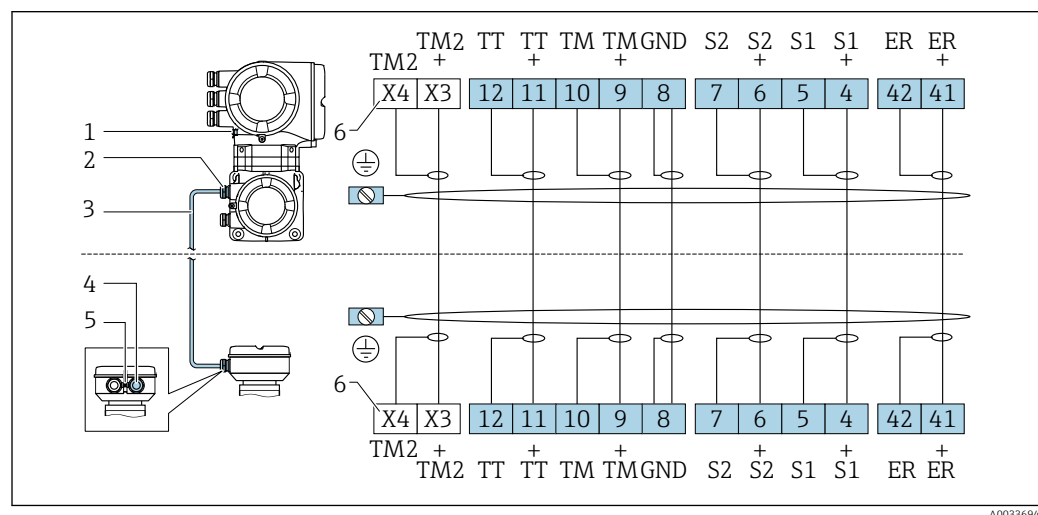 TM2 TT TT TM TM GND S2 S2 S1 S1 ER ER
TM2 + + + + + +
X4 X3 12 11 10 9 8 7 6 5 4 42 41
6
1
2
3
4
5
6
X4 X3 12 11 10 9 8 7 6 5 4 42 41
TM2 + + + + + +
TM2 TT TT TM TM GND S2 S2 S1 S1 ER ER
A0033694